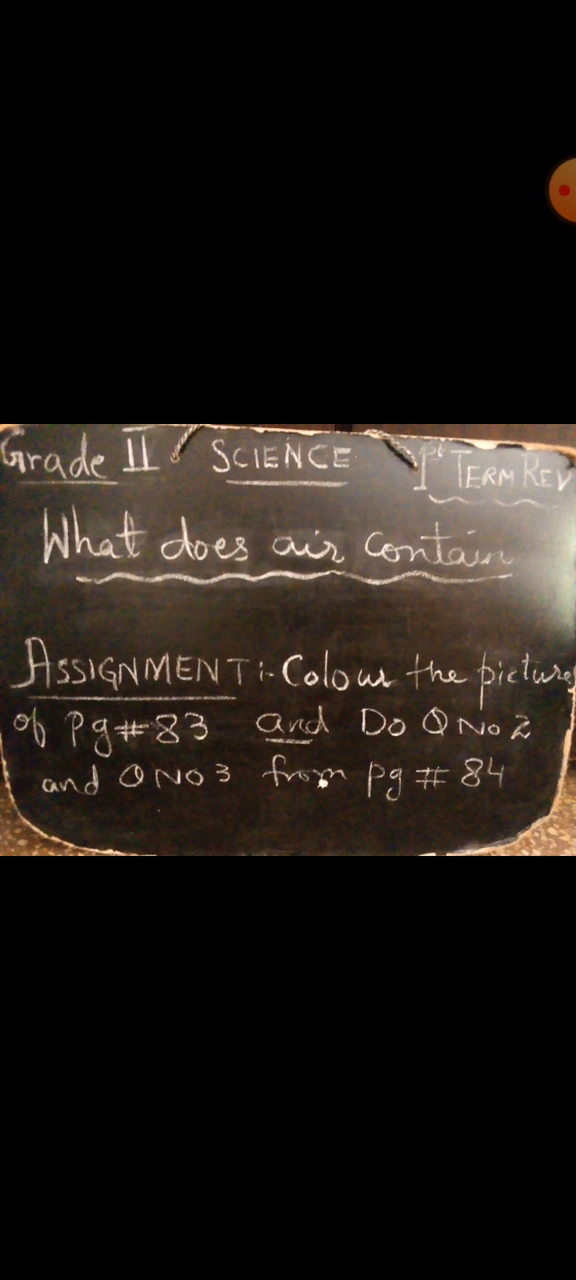 Grade II SCIENCE 1st TERM REV
What does air contain
ASSIGNMENT:- Colour the pictures
of Pg # 83 and Do Q No 2
and Q NO 3 from pg # 84